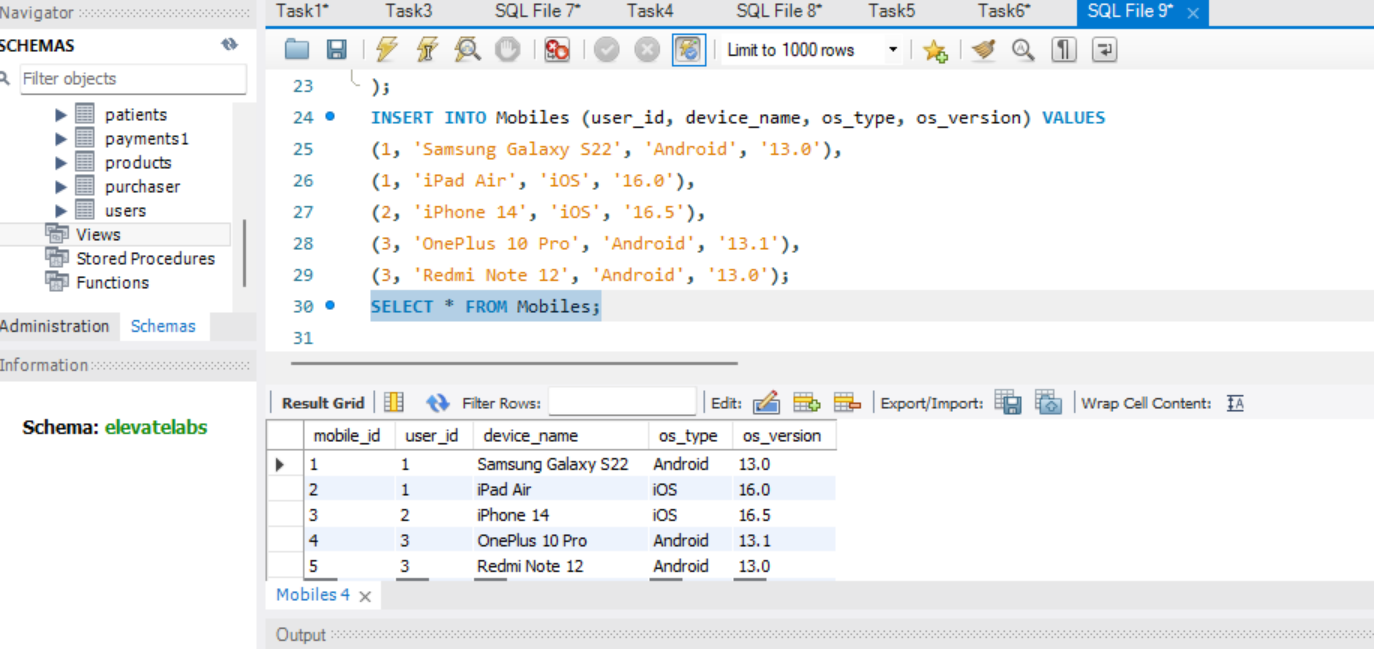 Navigator
Task1* Task3 SQL File 7* Task4 SQL File 8* Task5 Task6* SQL File 9*
SCHEMAS
Limit to 1000 rows
Filter objects
patients
payments1
products
purchaser
users
Views
Stored Procedures
Functions
Administration Schemas
Information
Schema: elevatelabs
23 );
24 INSERT INTO Mobiles (user_id, device_name, os_type, os_version) VALUES
25 (1, 'Samsung Galaxy S22', 'Android', '13.0'),
26 (1, 'iPad Air', 'iOS', '16.0'),
27 (2, 'iPhone 14', 'iOS', '16.5'),
28 (3, 'OnePlus 10 Pro', 'Android', '13.1'),
29 (3, 'Redmi Note 12', 'Android', '13.0');
30 SELECT * FROM Mobiles;
31
Result Grid Filter Rows: Edit: Export/Import: Wrap Cell Content:
mobile_id user_id device_name os_type os_version
1 1 Samsung Galaxy S22 Android 13.0
2 1 iPad Air iOS 16.0
3 2 iPhone 14 iOS 16.5
4 3 OnePlus 10 Pro Android 13.1
5 3 Redmi Note 12 Android 13.0
Mobiles 4
Output